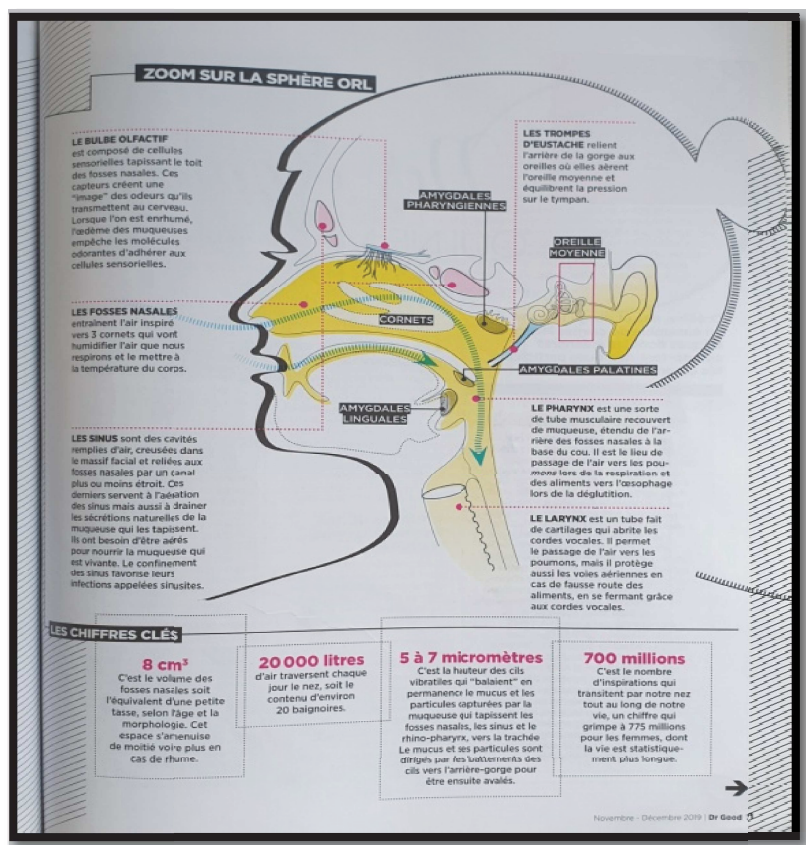 ZOOM SUR LA SPHÈRE ORL
LE BULBE OLFACTIF
est composé de cellules
sensorielles tapissant le toit
des fosses nasales. Ces
capteurs créent une
"image" des odeurs qu'ils
transmettent au cerveau.
Lorsque l'on est enrhumé,
l'œdème des muqueuses
empêche les molécules
odorantes d'adhérer aux
cellules sensorielles.
LES TROMPES
D'EUSTACHE relient
l'arrière de la gorge aux
oreilles où elles aèrent
l'oreille moyenne et
équilibrent la pression
sur le tympan.
AMYGDALES
PHARYNGIENNES
OREILLE
MOYENNE
LES FOSSES NASALES
entraînent l'air inspiré
vers 3 cornets qui vont
humidifier l'air que nous
respirons et le mettre à
la température du corps.
CORNETS
AMYGDALES PALATINES
AMYGDALES
LINGUALES
LES SINUS sont des cavités
remplies d'air, creusées dans
le massif facial et reliées aux
fosses nasales par un canal
plus ou moins étroit. Ces
derniers servent à l'aération
des sinus mais aussi à drainer
les sécrétions naturelles de la
muqueuse qui les tapissent.
Ils ont besoin d'être aérés
pour nourrir la muqueuse qui
est vivante. Le confinement
des sinus favorise leurs
infections appelées sinusites.
LE PHARYNX est une sorte
de tube musculaire recouvert
de muqueuse, étendu de l'ar-
rière des fosses nasales à la
base du cou. Il est le lieu de
passage de l'air vers les pou-
mons lors de la respiration et
des aliments vers l'œsophage
lors de la déglutition.
LE LARYNX est un tube fait
de cartilages qui abrite les
cordes vocales. Il permet
le passage de l'air vers les
poumons, mais il protège
aussi les voies aériennes en
cas de fausse route des
aliments, en se fermant grâce
aux cordes vocales.
LES CHIFFRES CLÉS
8 cm³
C'est le volume des
fosses nasales soit
l'équivalent d'une petite
tasse, selon l'âge et la
morphologie. Cet
espace s'amenuise
de moitié voire plus en
cas de rhume.
20 000 litres
d'air traversent chaque
jour le nez, soit le
contenu d'environ
20 baignoires.
5 à 7 micromètres
C'est la hauteur des cils
vibratiles qui "balaient" en
permanence le mucus et les
particules capturées par la
muqueuse qui tapissent les
fosses nasales, les sinus et le
rhino-pharynx, vers la trachée
Le mucus et ses particules sont
dirigés par les battements des
cils vers l'arrière-gorge pour
être ensuite avalés.
700 millions
C'est le nombre
d'inspirations qui
transitent par notre nez
tout au long de notre
vie, un chiffre qui
grimpe à 775 millions
pour les femmes, dont
la vie est statistique-
ment plus longue.
Novembre - Décembre 2019 | Dr Good